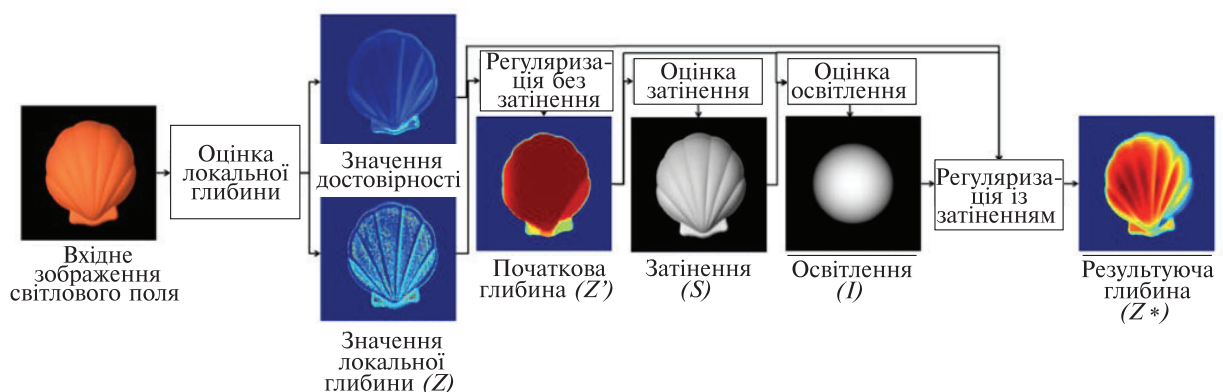 Вхідне
зображення
світлового поля
Оцінка
локальної
глибини
Значення
достовірності
Значення
локальної
глибини (Z)
Регуляриза-
ція без
затінення
Початкова
глибина (Z')
Оцінка
затінення
Затінення
(S)
Оцінка
освітлення
Освітлення
(I)
Регуляриза-
ція із
затіненням
Результуюча
глибина
(Z*)